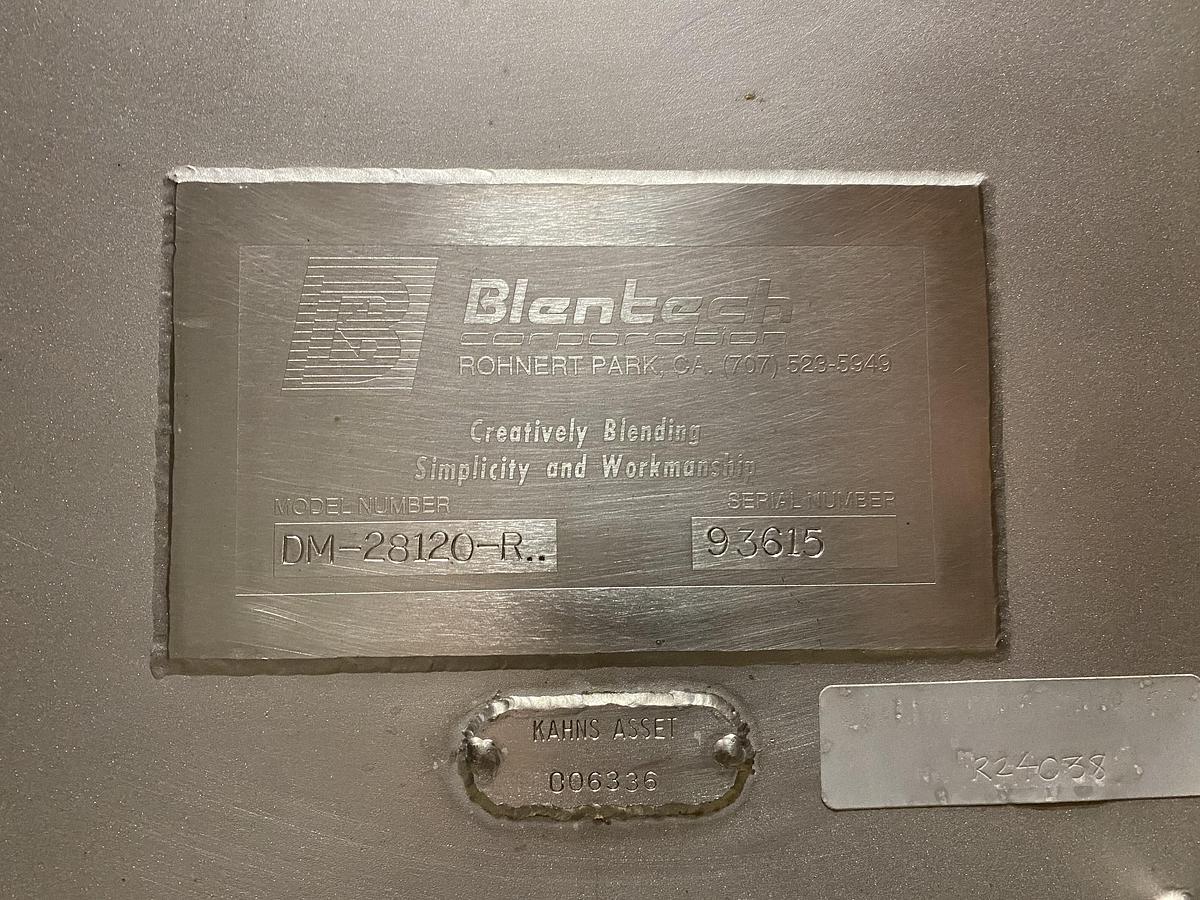 B
Blentech
corporation
ROHNERT PARK, CA. (707) 523-5949
Creatively Blending
Simplicity and Workmanship
MODEL NUMBER
SERIAL NUMBER
DM-28120-R..
93615
KAHNS ASSET
006336
R24038